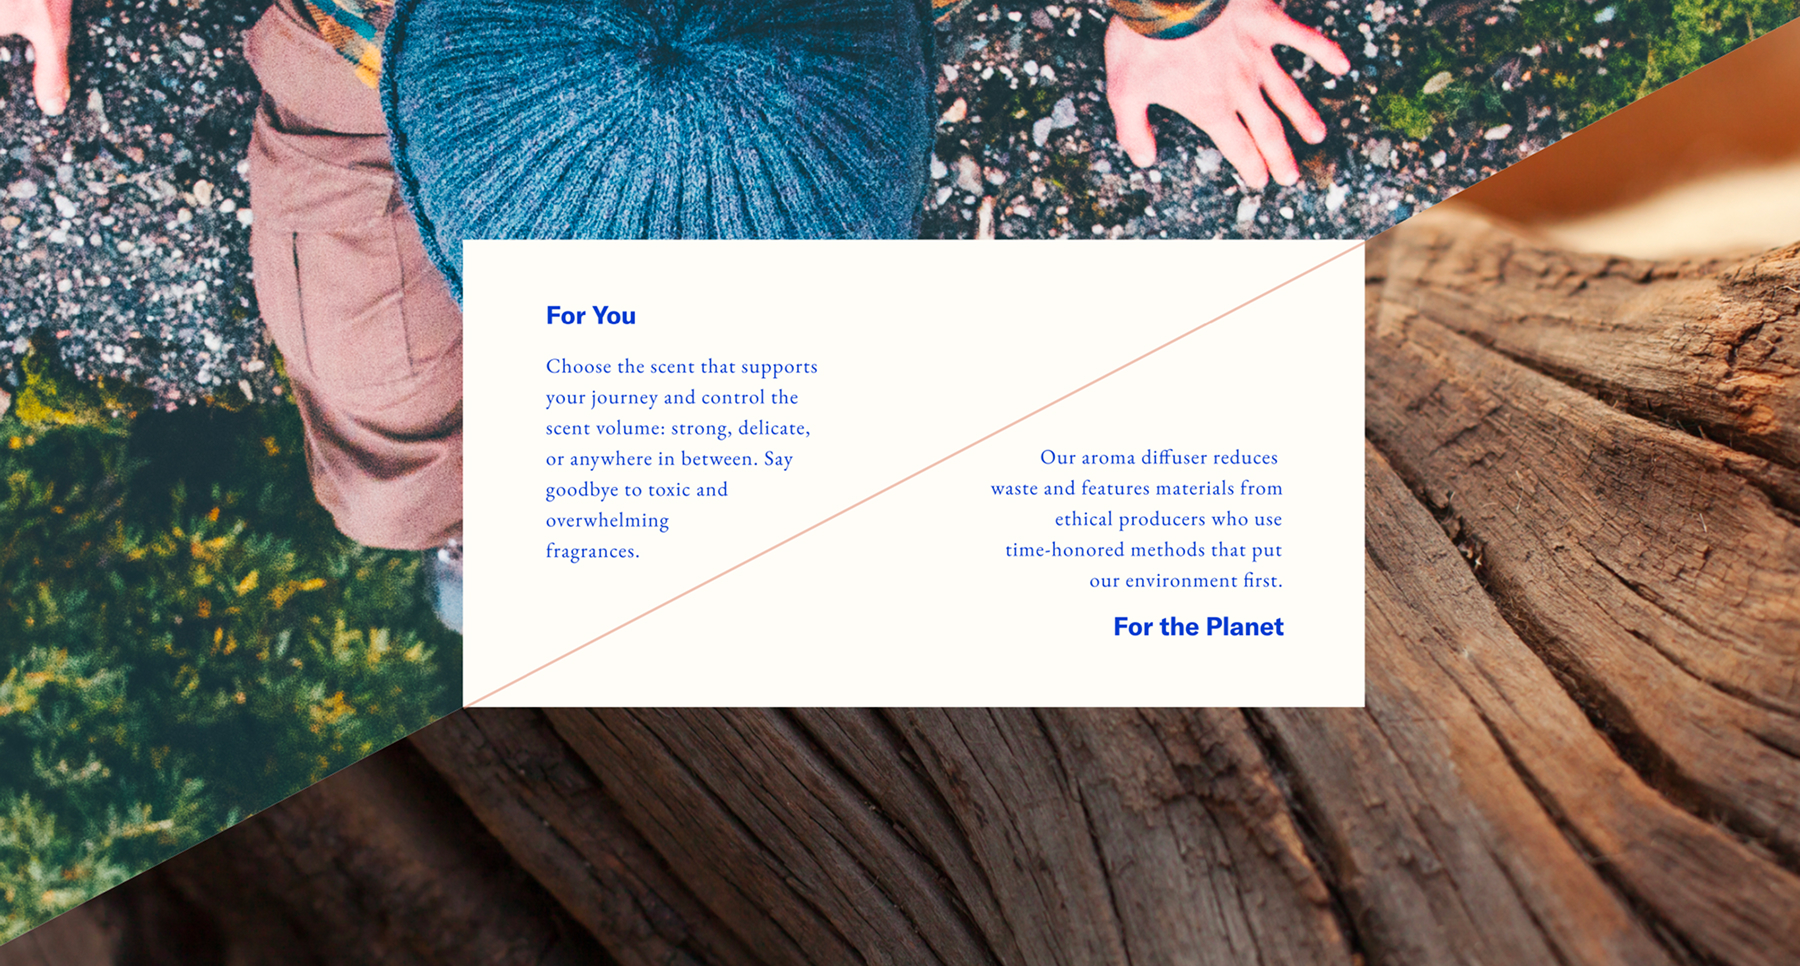 For You
Choose the scent that supports
your journey and control the
scent volume: strong, delicate,
or anywhere in between. Say
goodbye to toxic and
overwhelming
fragrances.
Our aroma diffuser reduces
waste and features materials from
ethical producers who use
time-honored methods that put
our environment first.
For the Planet